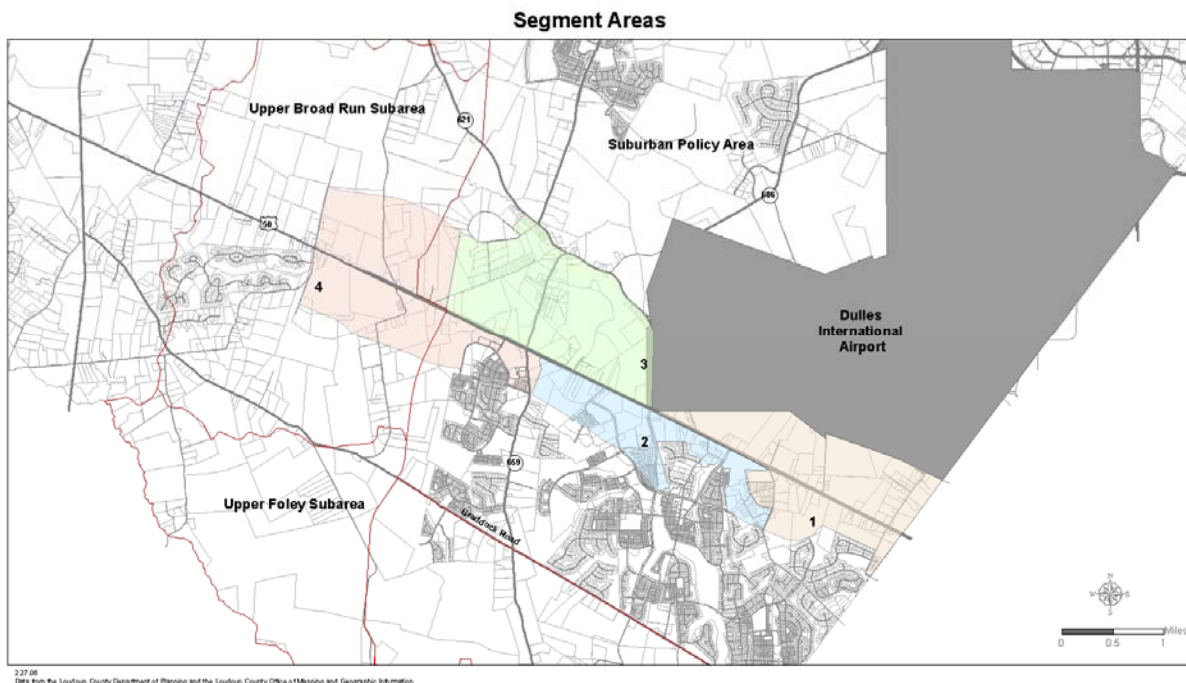 Segment Areas
Upper Broad Run Subarea
621
Suburban Policy Area
606
50
4
Dulles
International
Airport
3
2
659
Upper Foley Subarea
Braddock Road
1
N
W E
S
Miles
0 0.5 1
2.27.06
Data from the Loudoun County Department of Planning and the Loudoun County Office of Mapping and Geographic Information